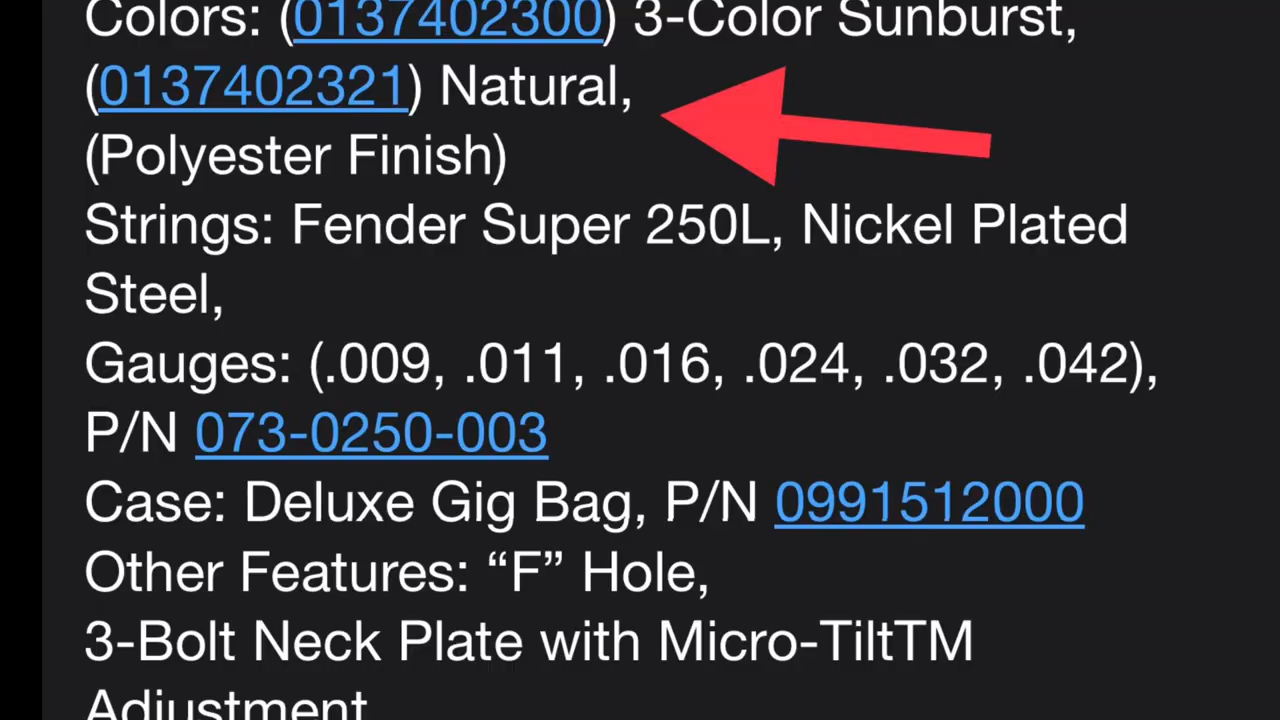 Colors: (0137402300) 3-Color Sunburst,
(0137402321) Natural,
(Polyester Finish)
Strings: Fender Super 250L, Nickel Plated
Steel,
Gauges: (.009, .011, .016, .024, .032, .042),
P/N 073-0250-003
Case: Deluxe Gig Bag, P/N 0991512000
Other Features: “F” Hole,
3-Bolt Neck Plate with Micro-TiltTM
Adjustment